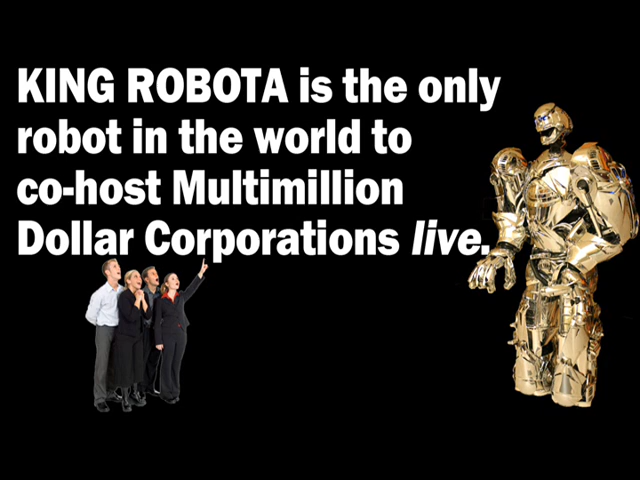 KING ROBOTA is the only
robot in the world to
co-host Multimillion
Dollar Corporations live.